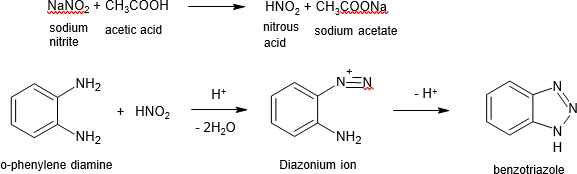 NaNO₂ + CH₃COOH HNO₂ + CH₃COONa
sodium nitrite acetic acid nitrous acid sodium acetate
NH₂ N≡N + N
+ HNO₂ H⁺ - H⁺ N
- 2H₂O N
NH₂ NH₂ H
o-phenylene diamine Diazonium ion benzotriazole